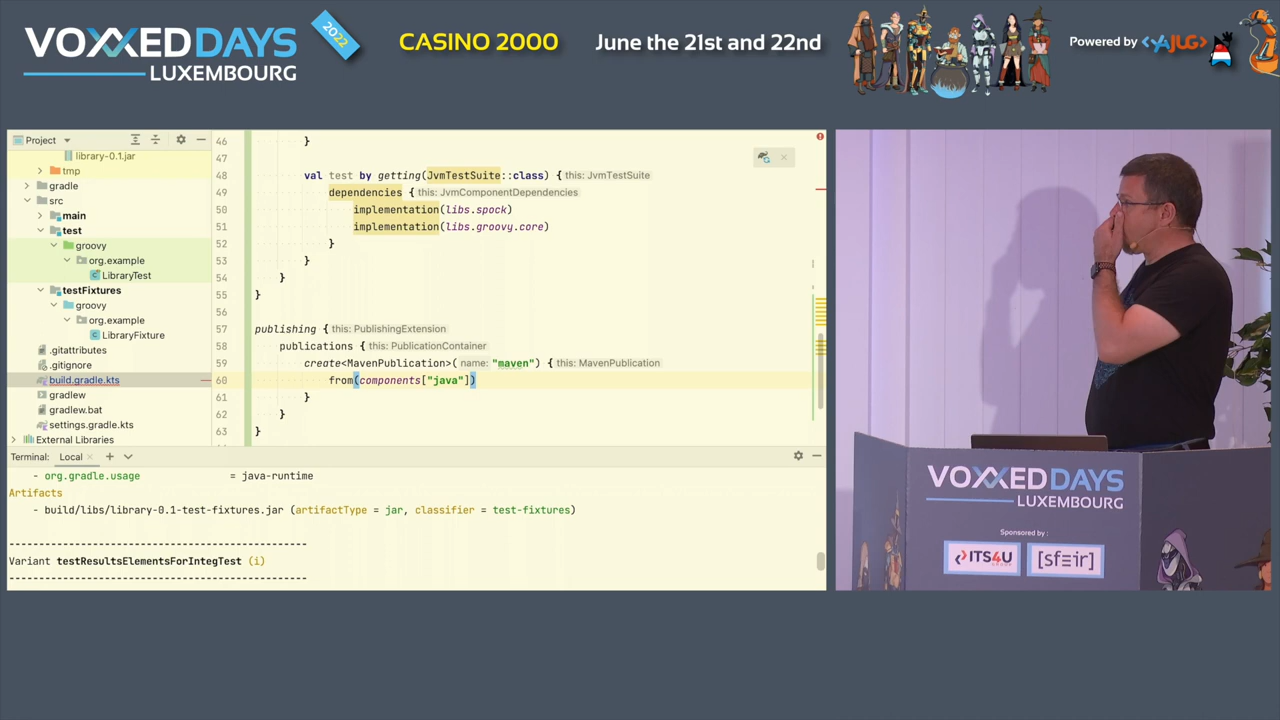 VOXXED DAYS
LUXEMBOURG
2022
CASINO 2000
June the 21st and 22nd
Powered by <YAJUG>
Project
library-0.1.jar
tmp
gradle
src
main
test
groovy
org.example
LibraryTest
testFixtures
groovy
org.example
LibraryFixture
.gitattributes
.gitignore
build.gradle.kts
gradlew
gradlew.bat
settings.gradle.kts
External Libraries
46 }
47
48 val test by getting(JvmTestSuite::class) { this: JvmTestSuite
49 dependencies { this: JvmComponentDependencies
50 implementation(libs.spock)
51 implementation(libs.groovy.core)
52 }
53 }
54 }
55 }
56
57 publishing { this: PublishingExtension
58 publications { this: PublicationContainer
59 create<MavenPublication>( name: "maven") { this: MavenPublication
60 from(components["java"])
61 }
62 }
63 }
Terminal: Local × +
- org.gradle.usage = java-runtime
Artifacts
- build/libs/library-0.1-test-fixtures.jar (artifactType = jar, classifier = test-fixtures)
--------------------------------------------------
Variant testResultsElementsForIntegTest (i)
--------------------------------------------------
VOXXED DAYS
LUXEMBOURG
Sponsored by :
ITS4U
[sfeir]